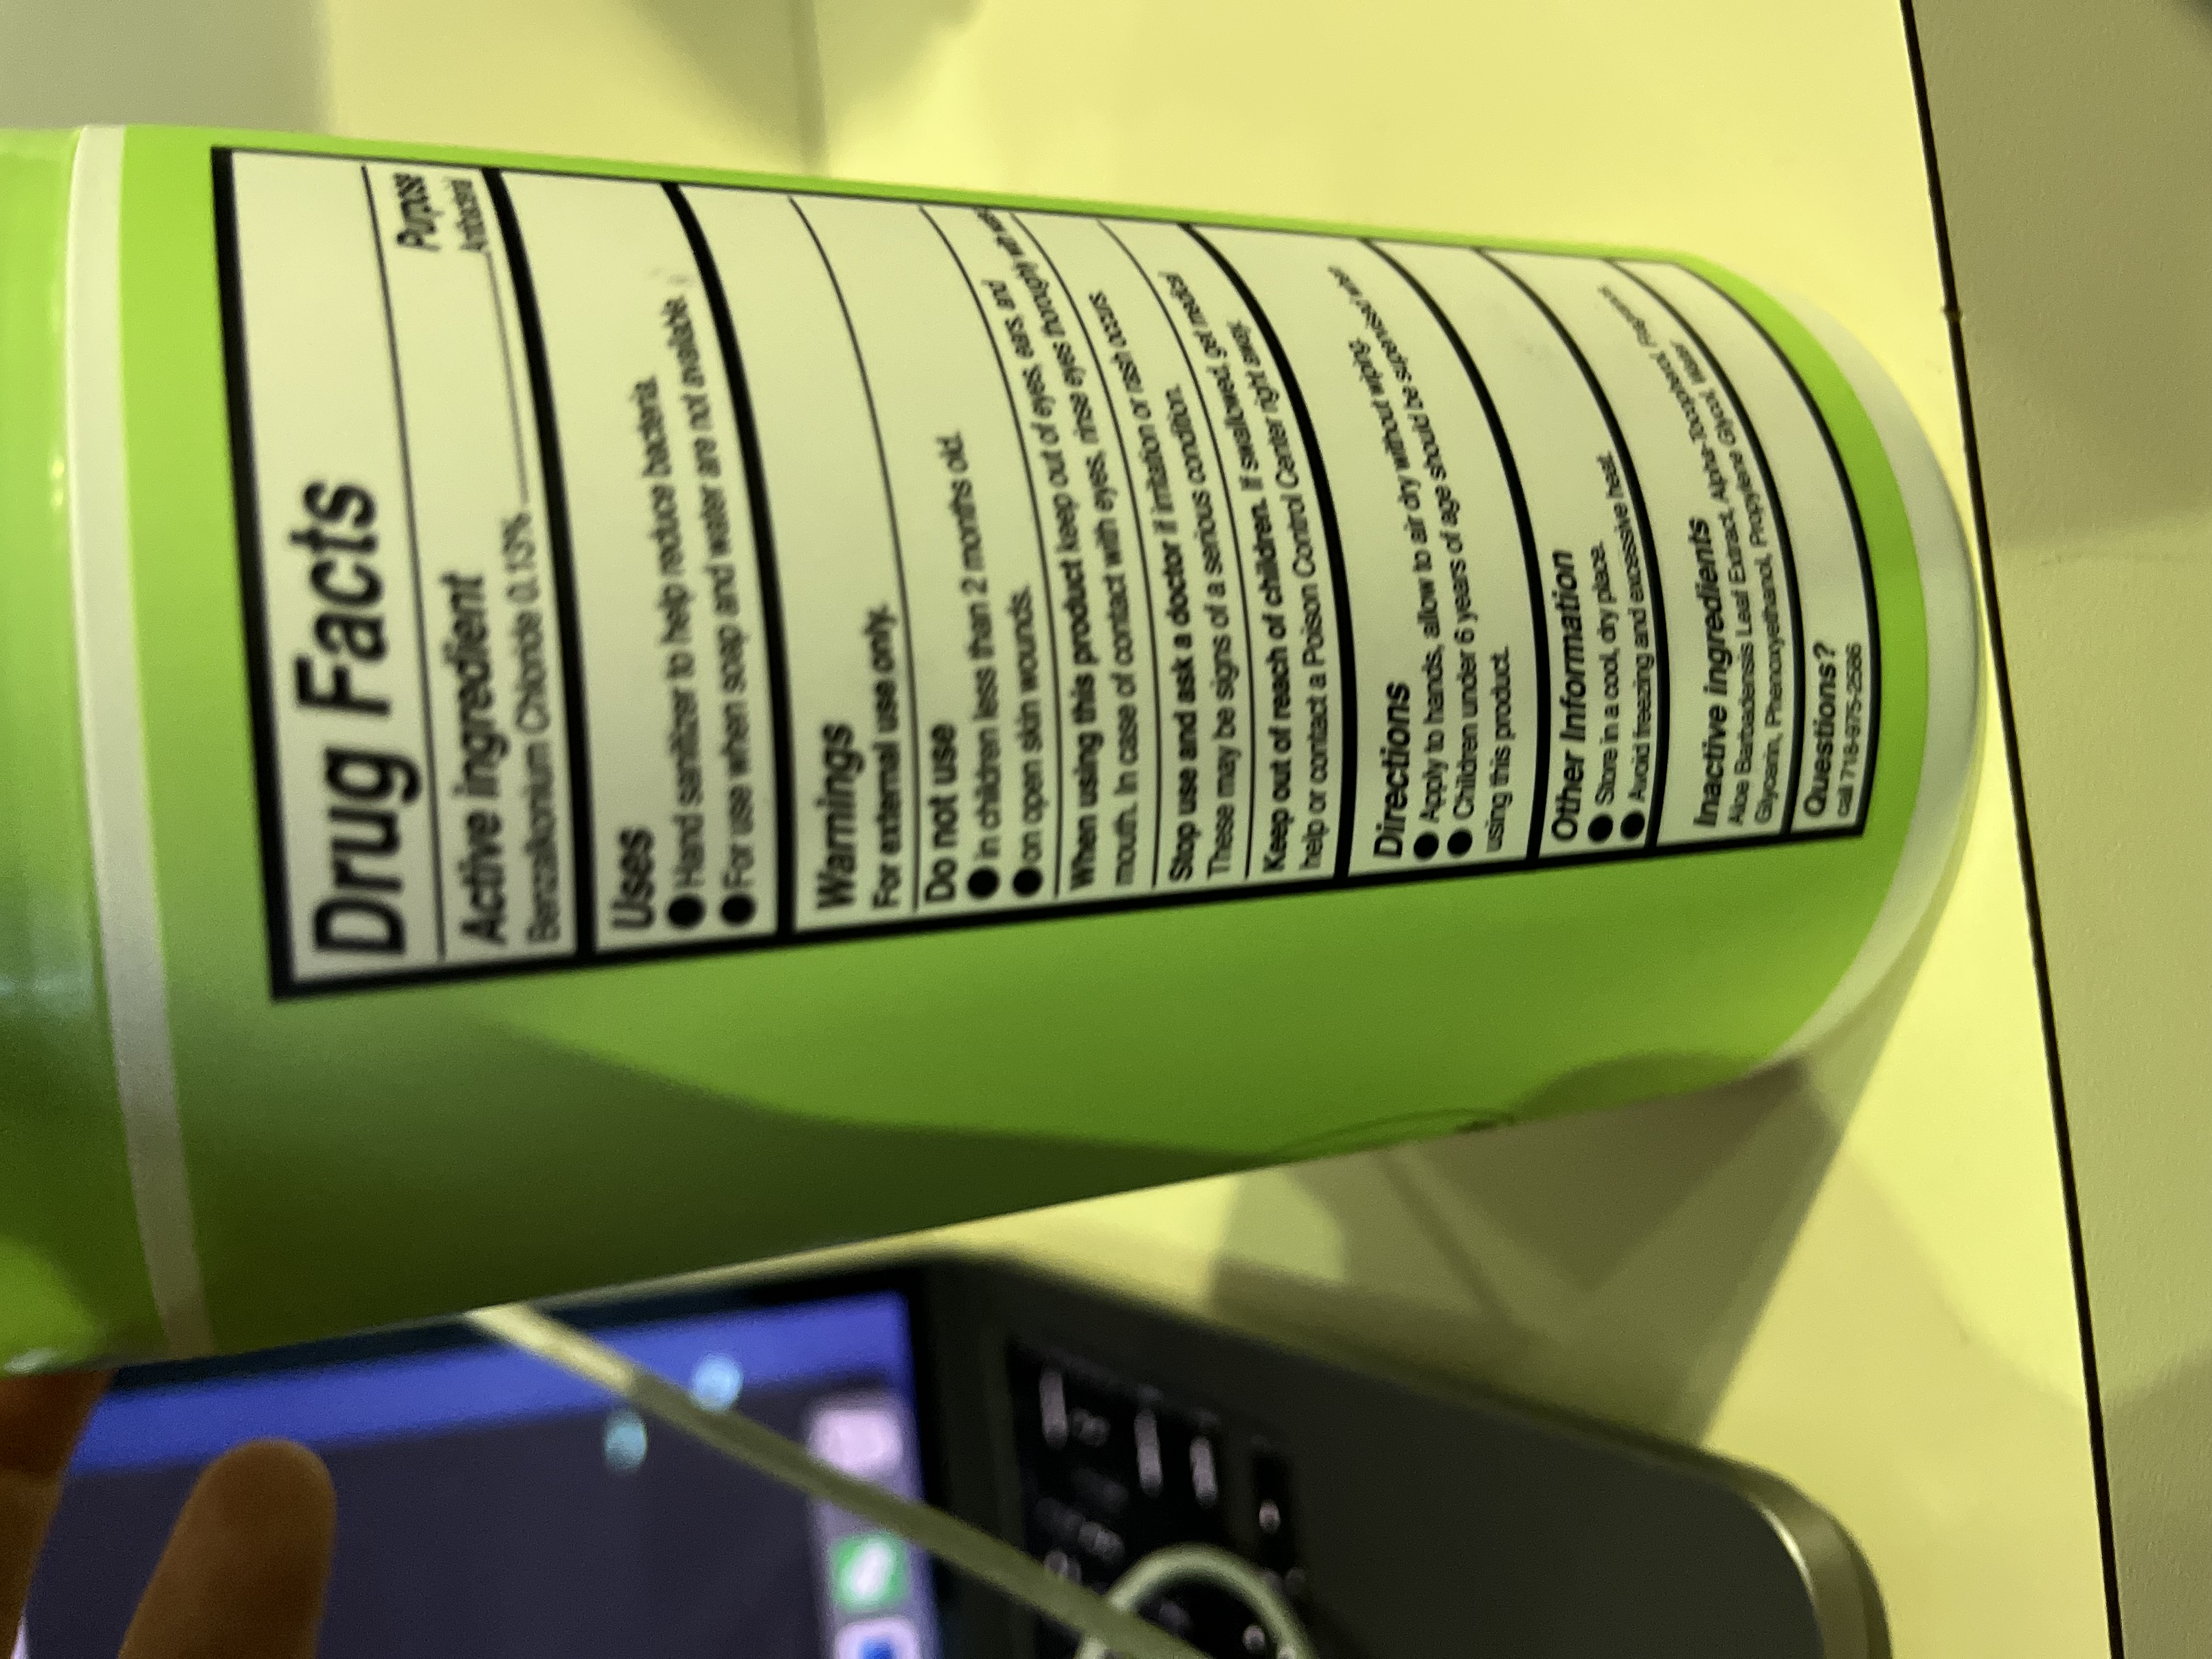 Drug Facts
Active ingredient Purpose
Benzalkonium Chloride 0.13% Antibacterial
Uses
● Hand sanitizer to help reduce bacteria.
● For use when soap and water are not available.
Warnings
For external use only.
Do not use
● in children less than 2 months old.
● on open skin wounds.
When using this product keep out of eyes, ears, and
mouth. In case of contact with eyes, rinse eyes thoroughly with
Stop use and ask a doctor if irritation or rash occurs.
These may be signs of a serious condition.
Keep out of reach of children. If swallowed, get medical
help or contact a Poison Control Center right away.
Directions
● Apply to hands, allow to air dry without wiping.
● Children under 6 years of age should be supervised when
using this product.
Other Information
● Store in a cool, dry place.
● Avoid freezing and excessive heat.
Inactive ingredients
Aloe Barbadensis Leaf Extract, Alpha-Tocopherol, Fragrance,
Glycerin, Phenoxyethanol, Propylene Glycol, Water
Questions?
call 718-975-2586